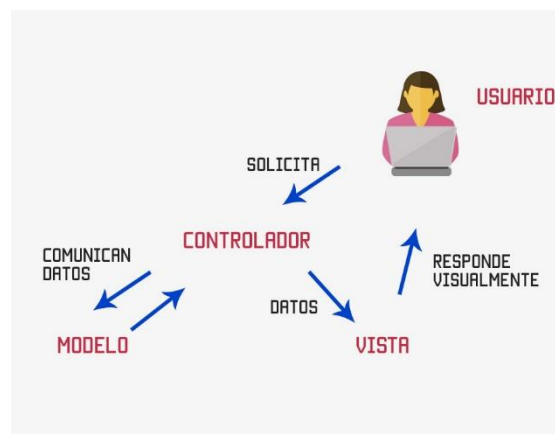 USUARIO
SOLICITA
CONTROLADOR
COMUNICAN
DATOS
RESPONDE
VISUALMENTE
DATOS
MODELO
VISTA